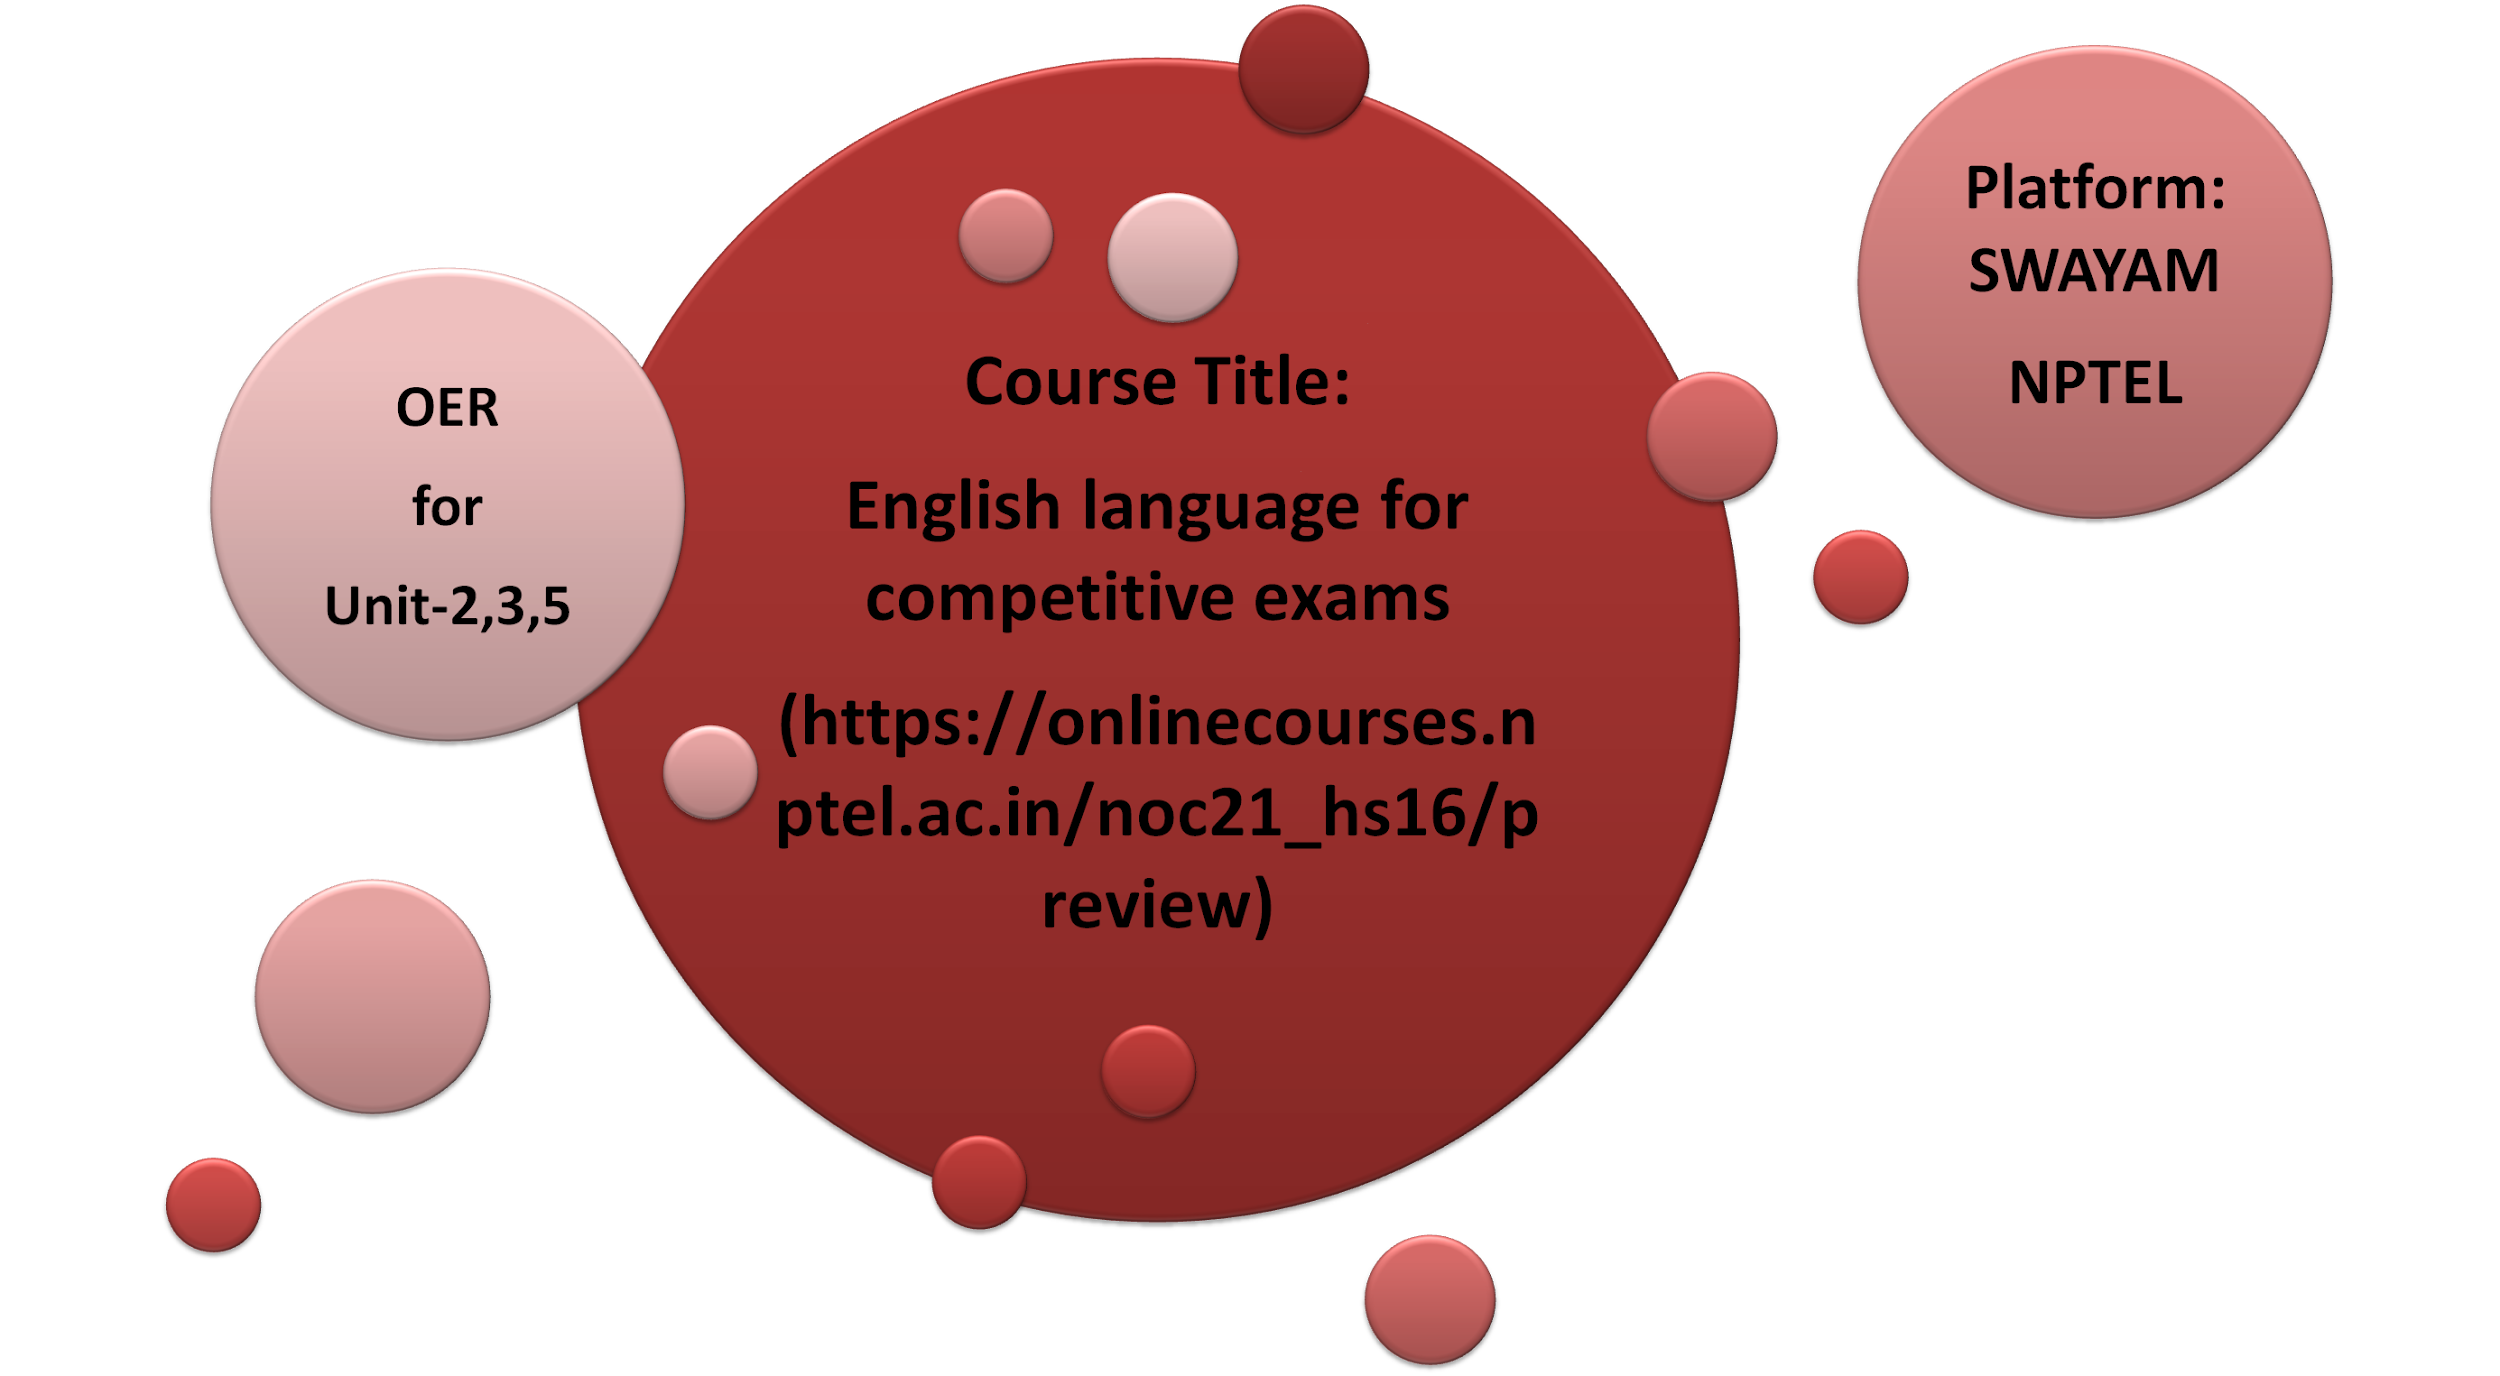 OER
for
Unit-2,3,5
Course Title:
English language for
competitive exams
(https://onlinecourses.n
ptel.ac.in/noc21_hs16/p
review)
Platform:
SWAYAM
NPTEL